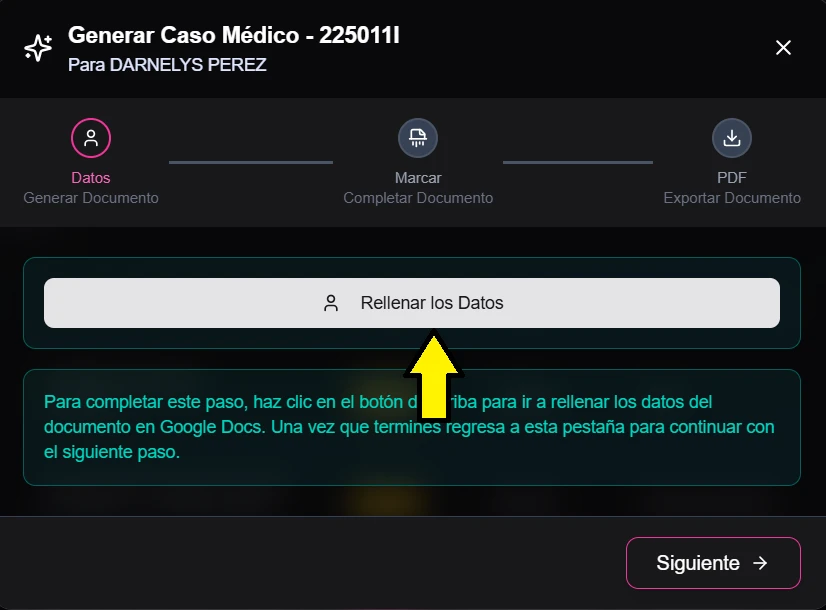 Generar Caso Médico - 225011I
Para DARNELYS PEREZ
Datos
Generar Documento
Marcar
Completar Documento
PDF
Exportar Documento
Rellenar los Datos
Para completar este paso, haz clic en el botón d riba para ir a rellenar los datos del
documento en Google Docs. Una vez que termines regresa a esta pestaña para continuar con
el siguiente paso.
Siguiente